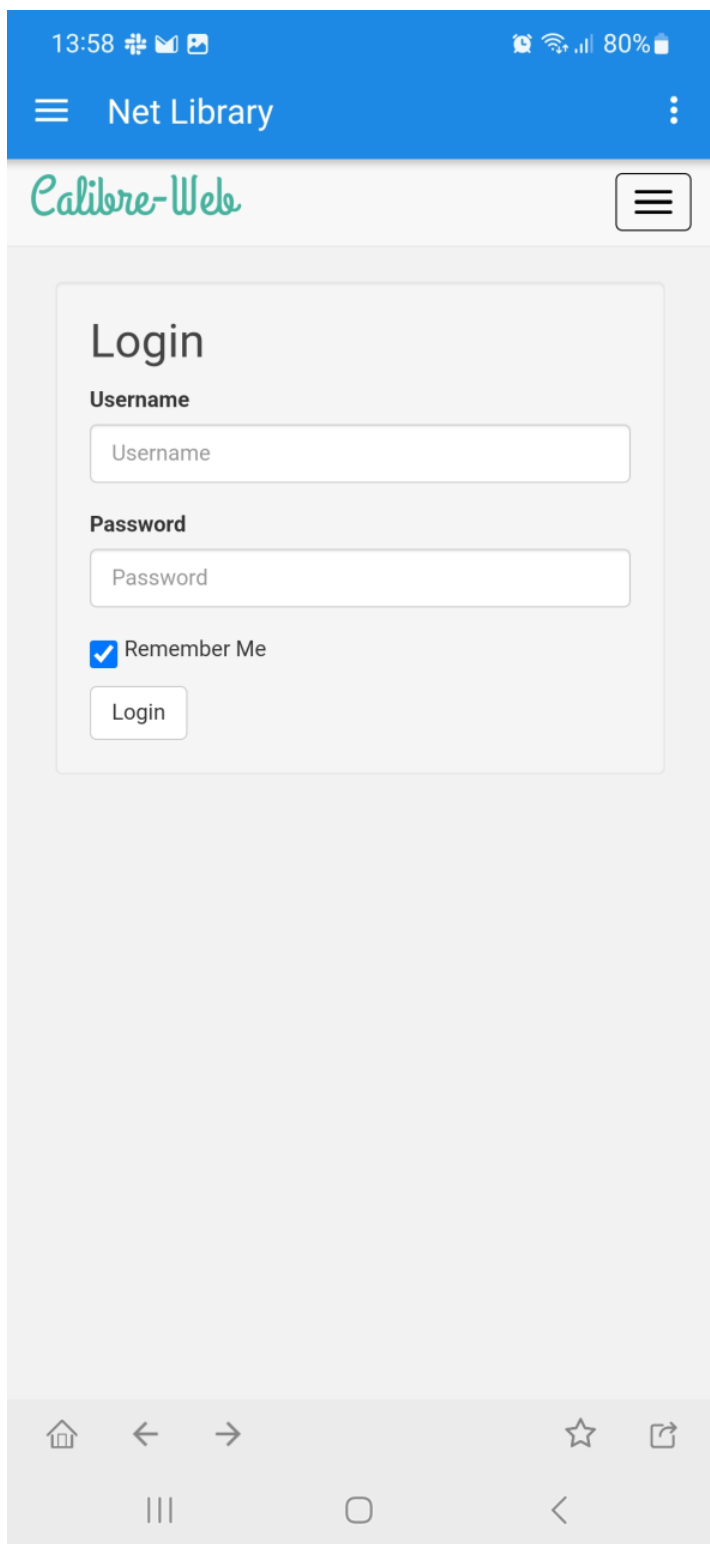 13:58 80%
Net Library
Calibre-Web
Login
Username
Username
Password
Password
Remember Me
Login